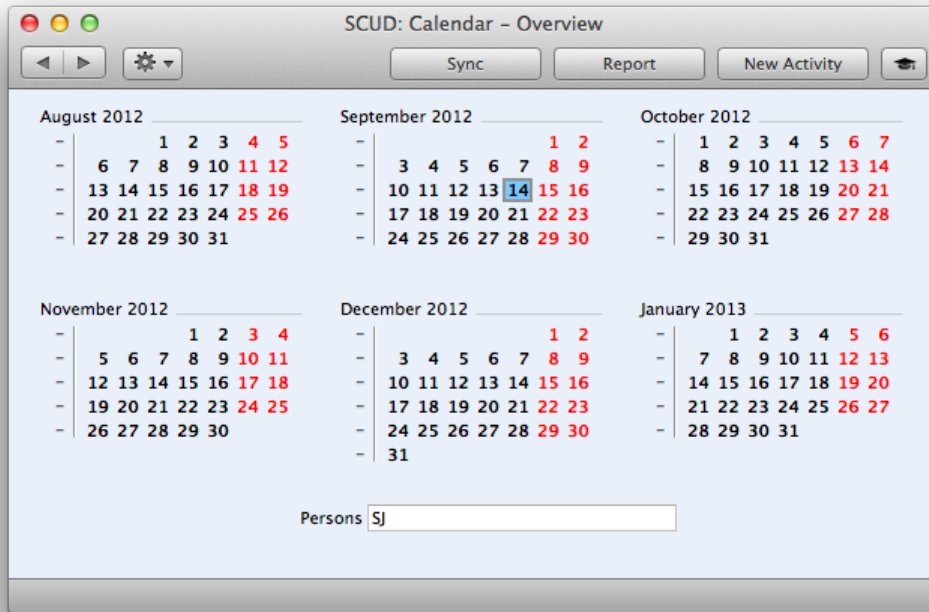 SCUD: Calendar – Overview
Sync Report New Activity
August 2012
– 1 2 3 4 5
– 6 7 8 9 10 11 12
– 13 14 15 16 17 18 19
– 20 21 22 23 24 25 26
– 27 28 29 30 31
September 2012
– 1 2
– 3 4 5 6 7 8 9
– 10 11 12 13 14 15 16
– 17 18 19 20 21 22 23
– 24 25 26 27 28 29 30
October 2012
– 1 2 3 4 5 6 7
– 8 9 10 11 12 13 14
– 15 16 17 18 19 20 21
– 22 23 24 25 26 27 28
– 29 30 31
November 2012
– 1 2 3 4
– 5 6 7 8 9 10 11
– 12 13 14 15 16 17 18
– 19 20 21 22 23 24 25
– 26 27 28 29 30
December 2012
– 1 2
– 3 4 5 6 7 8 9
– 10 11 12 13 14 15 16
– 17 18 19 20 21 22 23
– 24 25 26 27 28 29 30
– 31
January 2013
– 1 2 3 4 5 6
– 7 8 9 10 11 12 13
– 14 15 16 17 18 19 20
– 21 22 23 24 25 26 27
– 28 29 30 31
Persons SJ